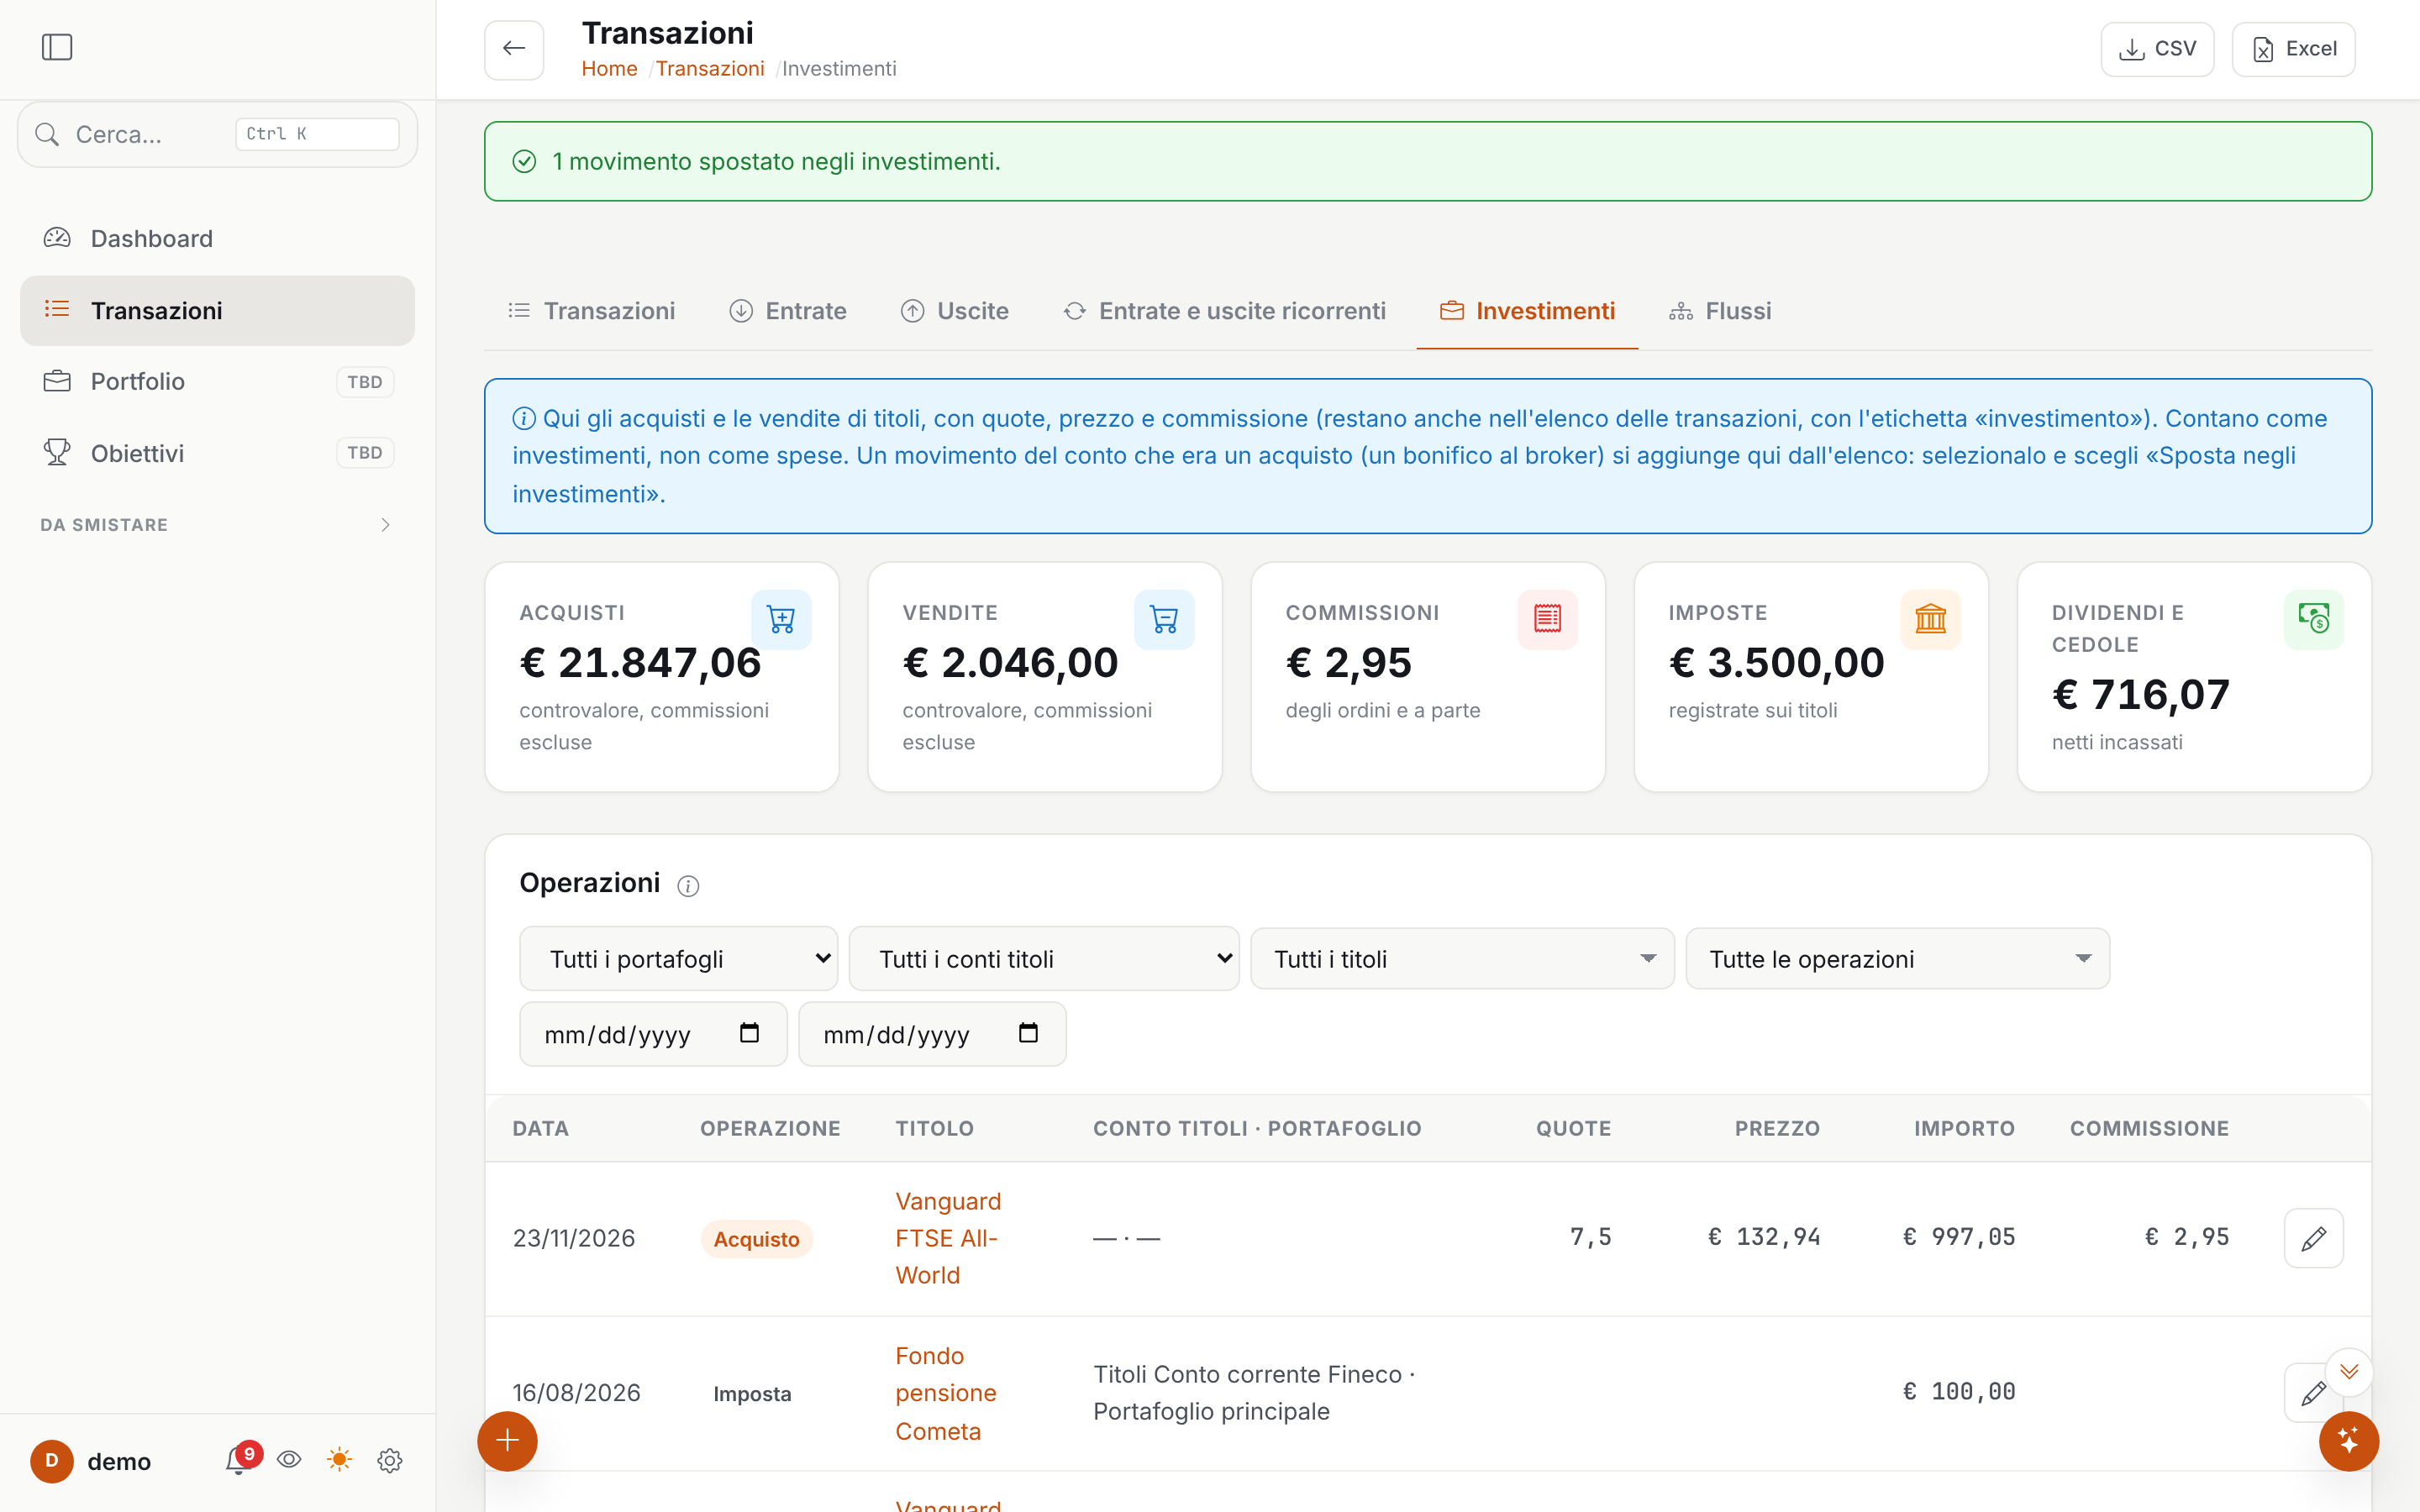 Transazioni
Home / Transazioni / Investimenti
CSV
Excel
Cerca...
Ctrl K
Dashboard
Transazioni
Portfolio
TBD
Obiettivi
TBD
DA SMISTARE
1 movimento spostato negli investimenti.
Transazioni
Entrate
Uscite
Entrate e uscite ricorrenti
Investimenti
Flussi
Qui gli acquisti e le vendite di titoli, con quote, prezzo e commissione (restano anche nell'elenco delle transazioni, con l'etichetta «investimento»). Contano come
investimenti, non come spese. Un movimento del conto che era un acquisto (un bonifico al broker) si aggiunge qui dall'elenco: selezionalo e scegli «Sposta negli
investimenti».
ACQUISTI
€ 21.847,06
controvalore, commissioni
escluse
VENDITE
€ 2.046,00
controvalore, commissioni
escluse
COMMISSIONI
€ 2,95
degli ordini e a parte
IMPOSTE
€ 3.500,00
registrate sui titoli
DIVIDENDI E
CEDOLE
€ 716,07
netti incassati
Operazioni
Tutti i portafogli
Tutti i conti titoli
Tutti i titoli
Tutte le operazioni
mm/dd/yyyy
mm/dd/yyyy
DATA OPERAZIONE TITOLO CONTO TITOLI · PORTAFOGLIO QUOTE PREZZO IMPORTO COMMISSIONE
23/11/2026
Acquisto
Vanguard
FTSE All-
World
— · —
7,5
€ 132,94
€ 997,05
€ 2,95
16/08/2026
Imposta
Fondo
pensione
Cometa
Titoli Conto corrente Fineco ·
Portafoglio principale
€ 100,00
Vanguard
D
demo
9